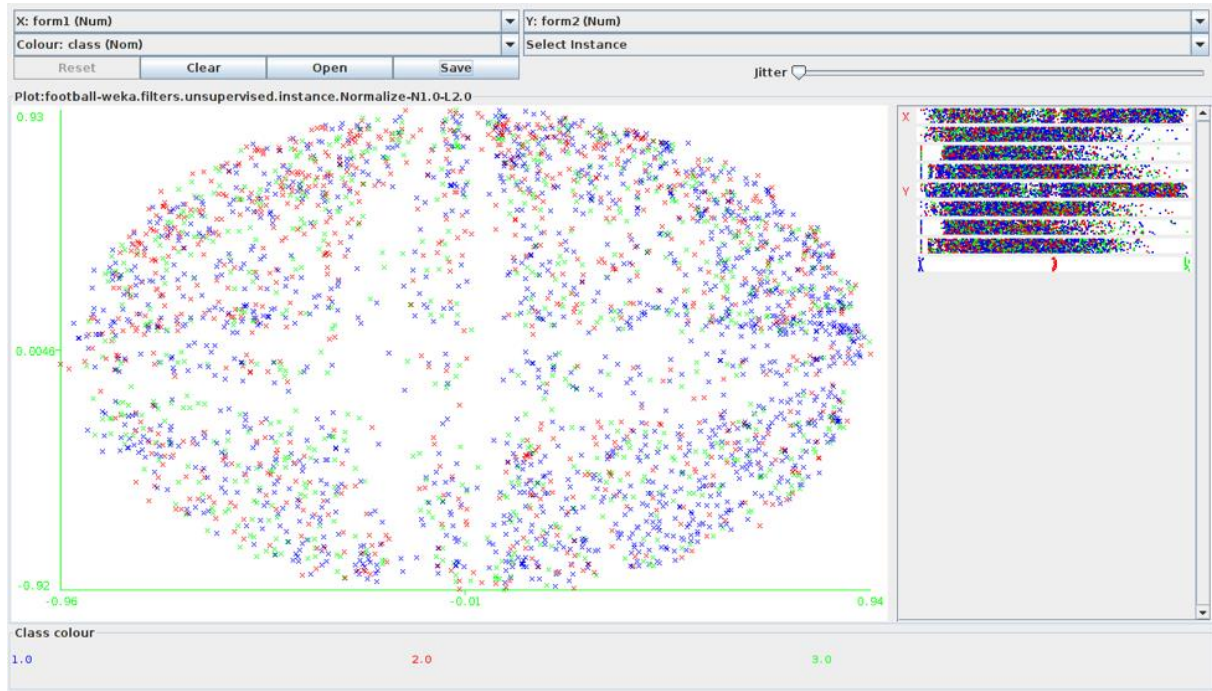 X: form1 (Num) Y: form2 (Num)
Colour: class (Nom) Select Instance
Reset Clear Open Save Jitter
Plot:football-weka.filters.unsupervised.instance.Normalize-N1.0-L2.0
0.93
X
Y
0.0046
-0.92
-0.96 -0.01 0.94
Class colour
1.0 2.0 3.0